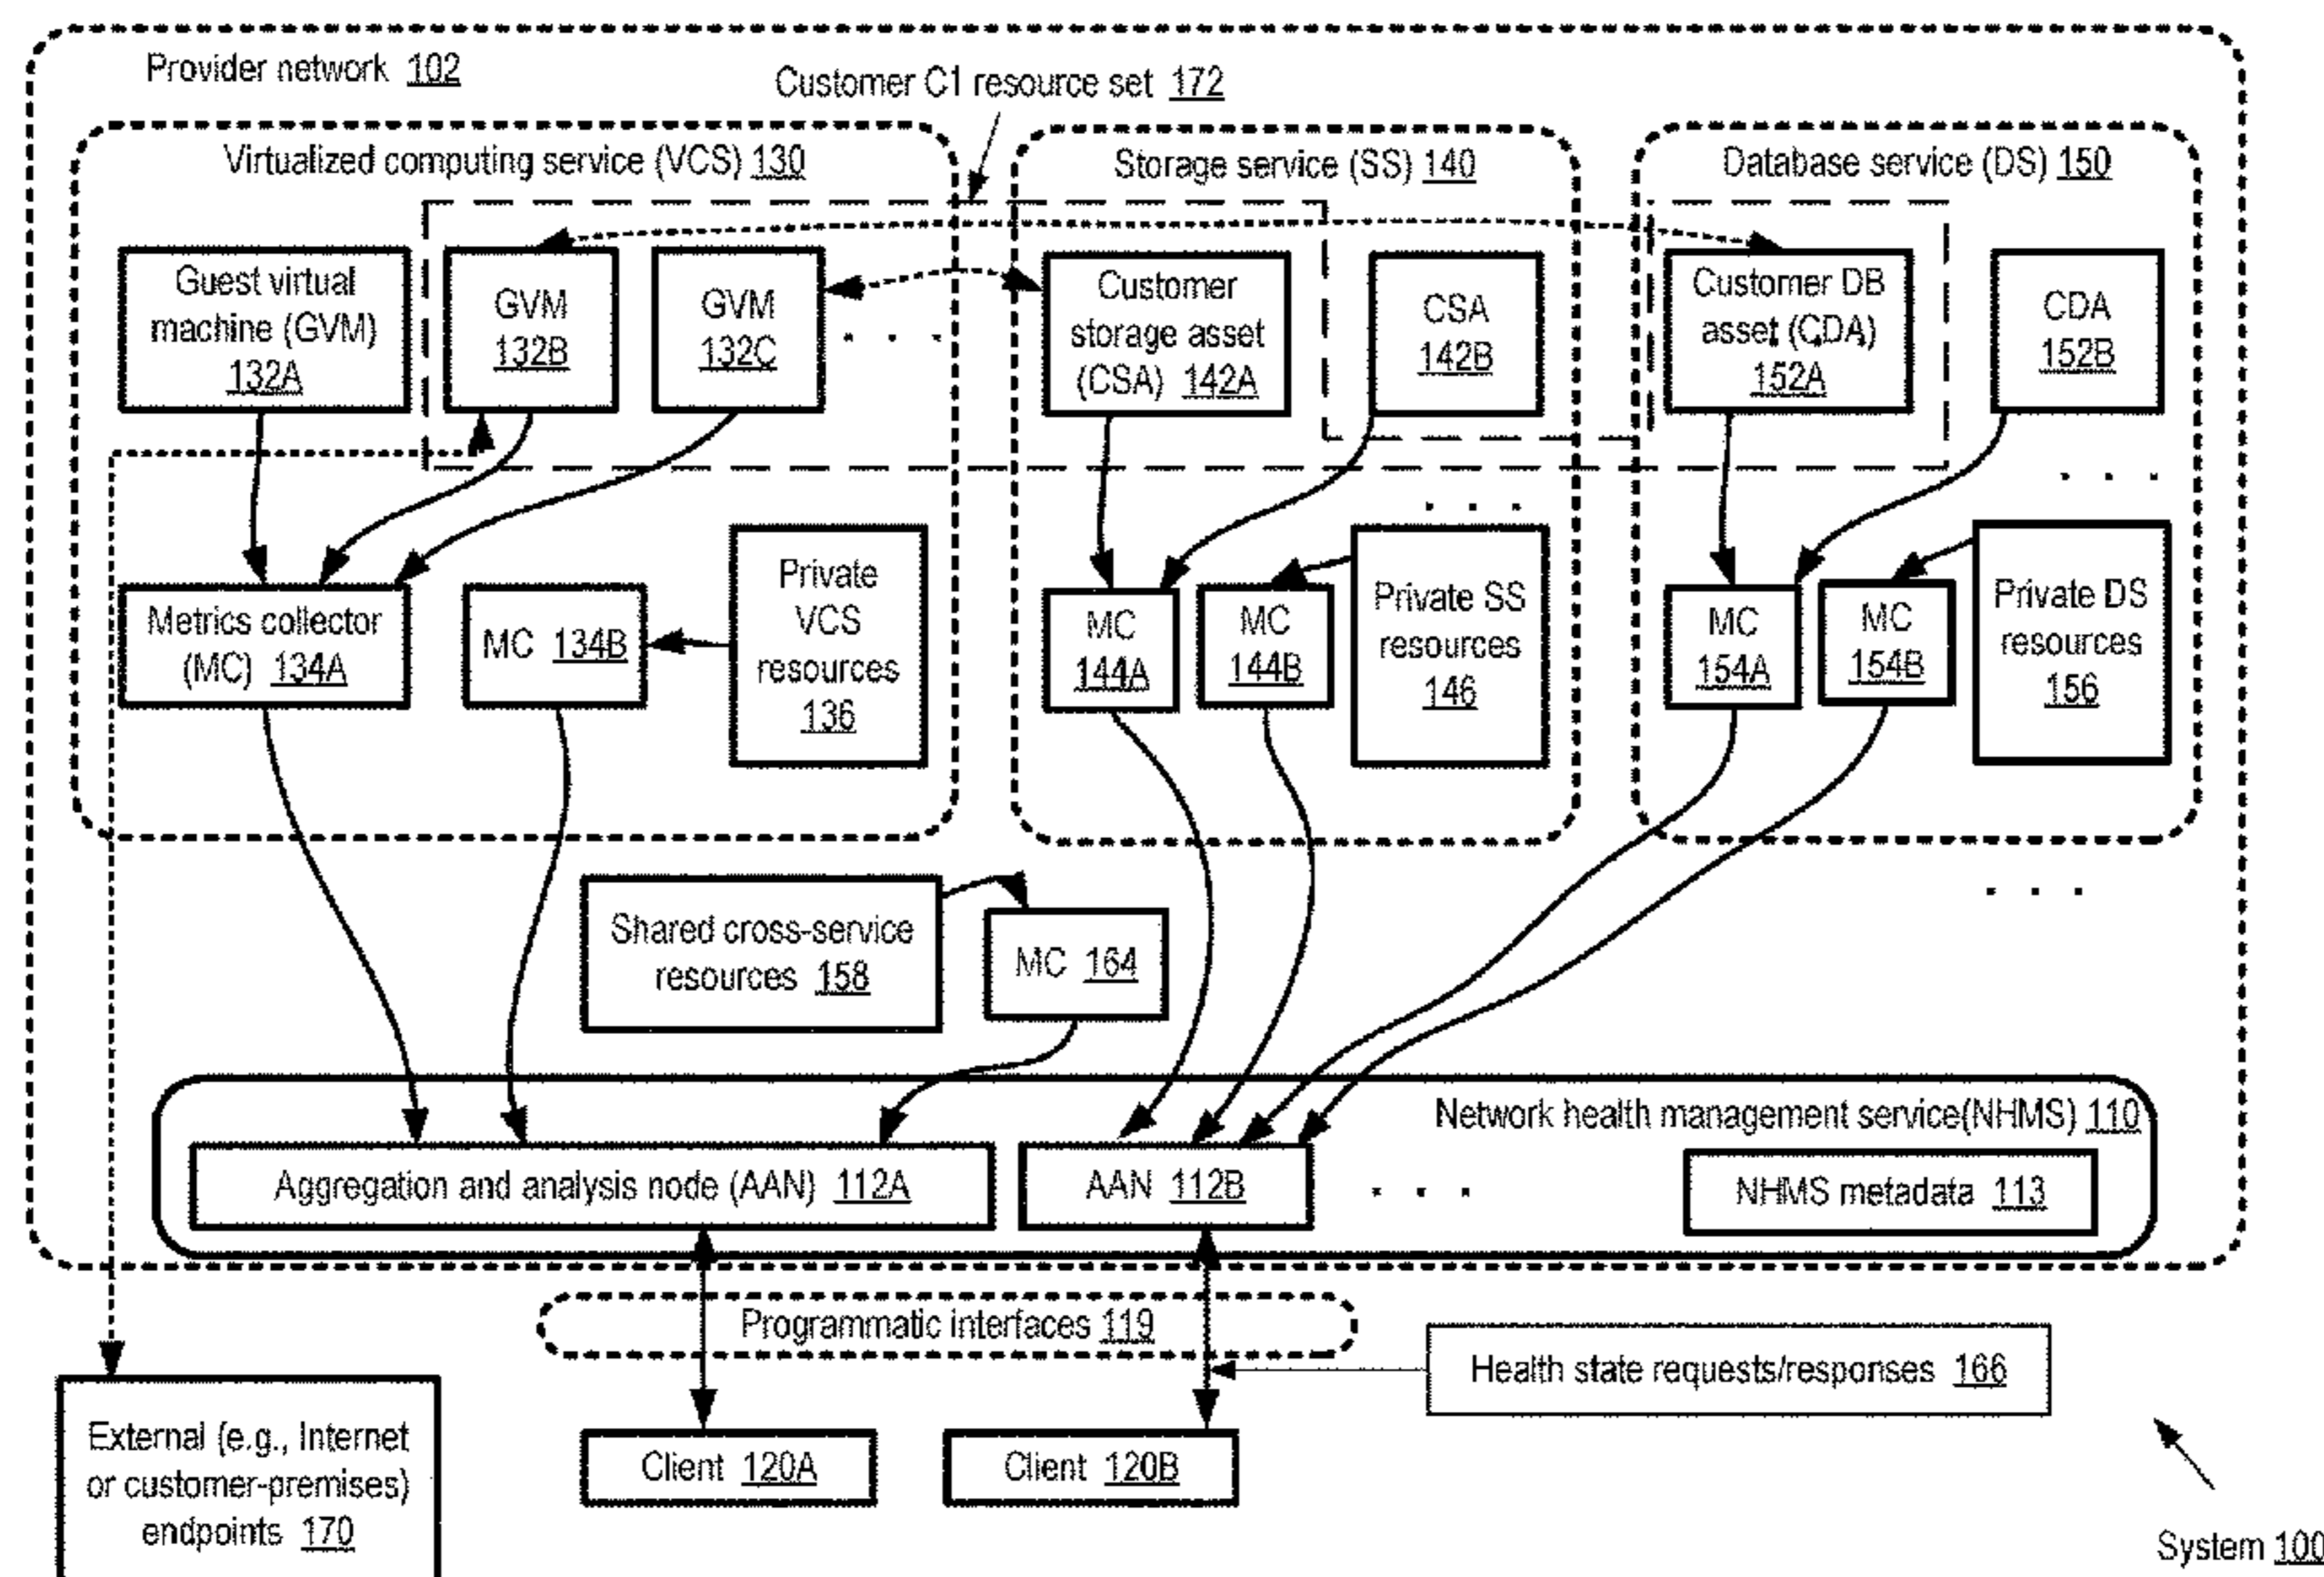 Provider network 102
Customer C1 resource set 172
Virtualized computing service (VCS) 130
Storage service (SS) 140
Database service (DS) 150
Guest virtual
machine (GVM)
132A
GVM
132B
GVM
132C
. . .
Customer
storage asset
(CSA) 142A
CSA
142B
Customer DB
asset (CDA)
152A
CDA
152B
. . .
. . .
Metrics collector
(MC) 134A
MC 134B
Private
VCS
resources
136
MC
144A
MC
144B
Private SS
resources
146
MC
154A
MC
154B
Private DS
resources
156
. . .
Shared cross-service
resources 158
MC 164
Network health management service(NHMS) 110
Aggregation and analysis node (AAN) 112A
AAN 112B
. . .
NHMS metadata 113
Programmatic interfaces 119
Health state requests/responses 166
External (e.g., Internet
or customer-premises)
endpoints 170
Client 120A
Client 120B
System 100